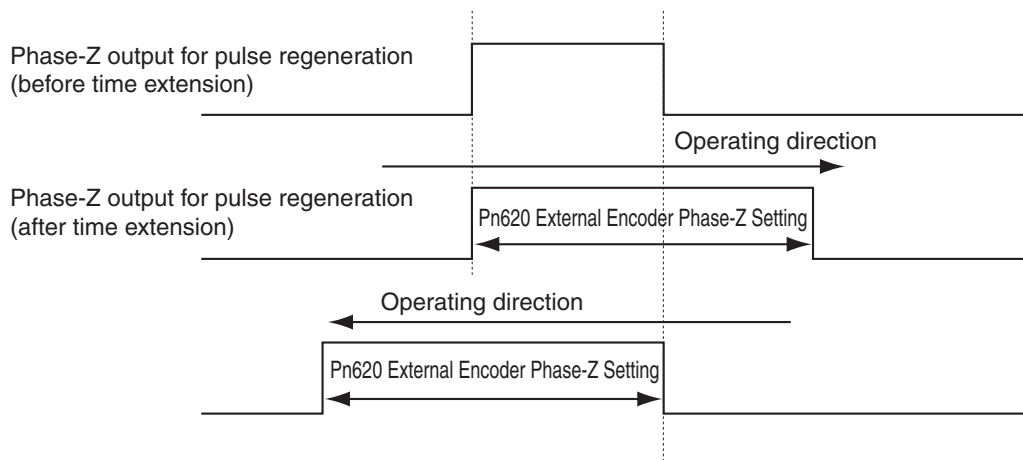 Phase-Z output for pulse regeneration
(before time extension)
Operating direction
Phase-Z output for pulse regeneration
(after time extension)
Pn620 External Encoder Phase-Z Setting
Operating direction
Pn620 External Encoder Phase-Z Setting